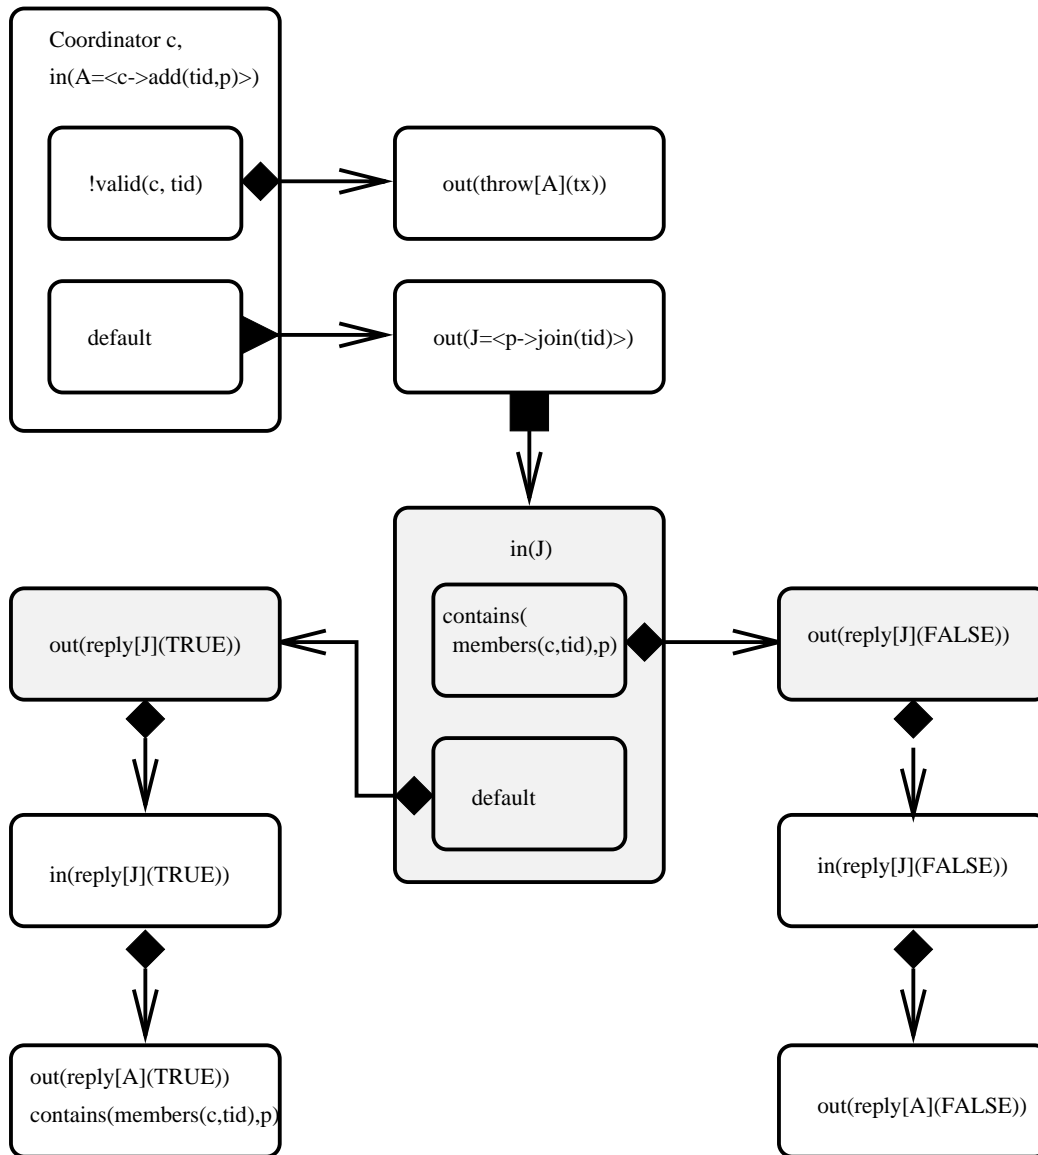 Coordinator c,
in(A=<c->add(tid,p)>)
!valid(c, tid)
out(throw[A](tx))
default
out(J=<p->join(tid)>)
in(J)
contains(
members(c,tid),p)
out(reply[J](TRUE))
out(reply[J](FALSE))
default
in(reply[J](TRUE))
in(reply[J](FALSE))
out(reply[A](TRUE))
contains(members(c,tid),p)
out(reply[A](FALSE))